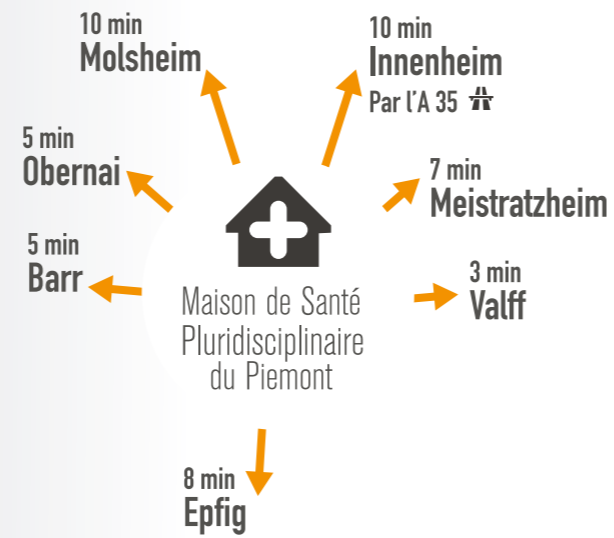 10 min
Molsheim
10 min
Innenheim
Par l'A 35
5 min
Obernai
7 min
Meistratzheim
5 min
Barr
3 min
Valff
Maison de Santé
Pluridisciplinaire
du Piemont
8 min
Epfig